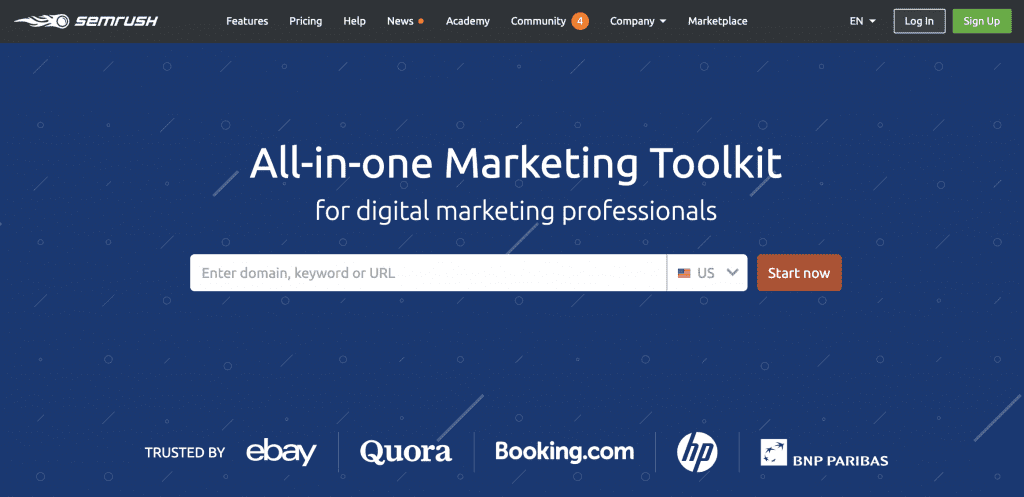 SEMRUSH Features Pricing Help News Academy Community 4 Company Marketplace EN Log In Sign Up
All-in-one Marketing Toolkit
for digital marketing professionals
Enter domain, keyword or URL US Start now
TRUSTED BY ebay Quora Booking.com hp BNP PARIBAS